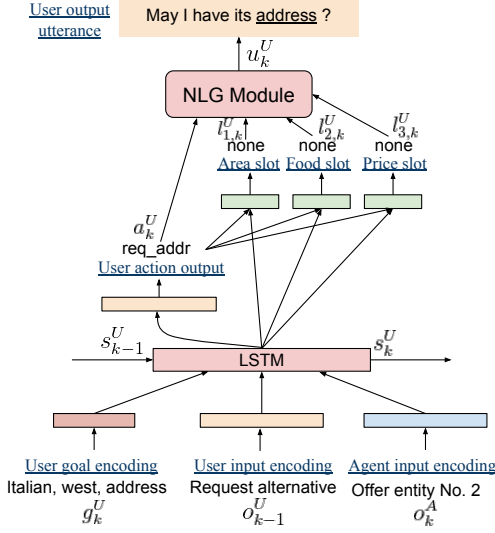 User output
utterance
May I have its address ?
u_k^U
NLG Module
l_{1,k}^U l_{2,k}^U l_{3,k}^U
none none none
Area slot Food slot Price slot
a_k^U
req_addr
User action output
s_{k-1}^U s_k^U
LSTM
User goal encoding User input encoding Agent input encoding
Italian, west, address Request alternative Offer entity No. 2
g_k^U o_{k-1}^U o_k^A